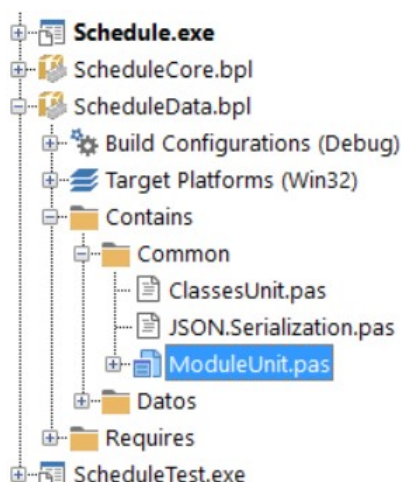 Schedule.exe
ScheduleCore.bpl
ScheduleData.bpl
Build Configurations (Debug)
Target Platforms (Win32)
Contains
Common
ClassesUnit.pas
JSON.Serialization.pas
ModuleUnit.pas
Datos
Requires
ScheduleTest.exe